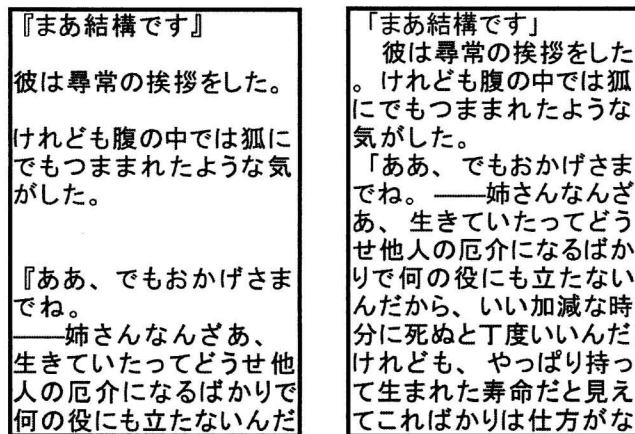 『まあ結構です』
彼は尋常の挨拶をした。
けれども腹の中では狐に
でもつままれたような気
がした。
『ああ、でもおかげさま
でね。
――姉さんなんざあ、
生きていたってどうせ他
人の厄介になるばかりで
何の役にも立たないんだ
「まあ結構です」
彼は尋常の挨拶をした
。けれども腹の中では狐
にでもつままれたような
気がした。
「ああ、でもおかげさま
でね。――姉さんなんざ
あ、生きていたってどう
せ他人の厄介になるばか
りで何の役にも立たない
んだから、いい加減な時
分に死ぬと丁度いいんだ
けれども、やっぱり持っ
て生まれた寿命だと見え
てこればかりは仕方がな